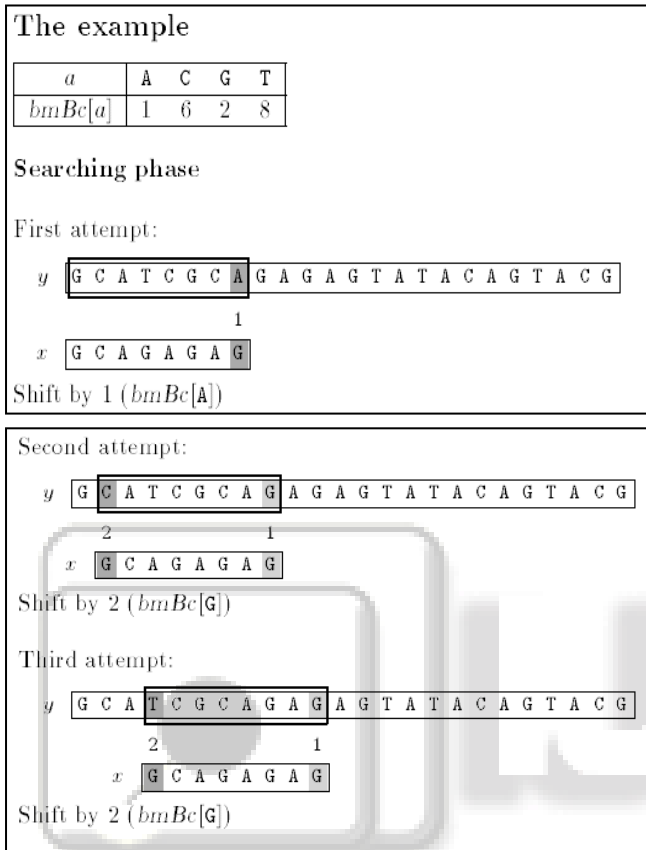 The example
a A C G T
bmBc[a] 1 6 2 8
Searching phase
First attempt:
y G C A T C G C A G A G A G T A T A C A G T A C G
1
x G C A G A G A G
Shift by 1 (bmBc[A])
Second attempt:
y G C A T C G C A G A G A G T A T A C A G T A C G
2 1
x G C A G A G A G
Shift by 2 (bmBc[G])
Third attempt:
y G C A T C G C A G A G A G T A T A C A G T A C G
2 1
x G C A G A G A G
Shift by 2 (bmBc[G])